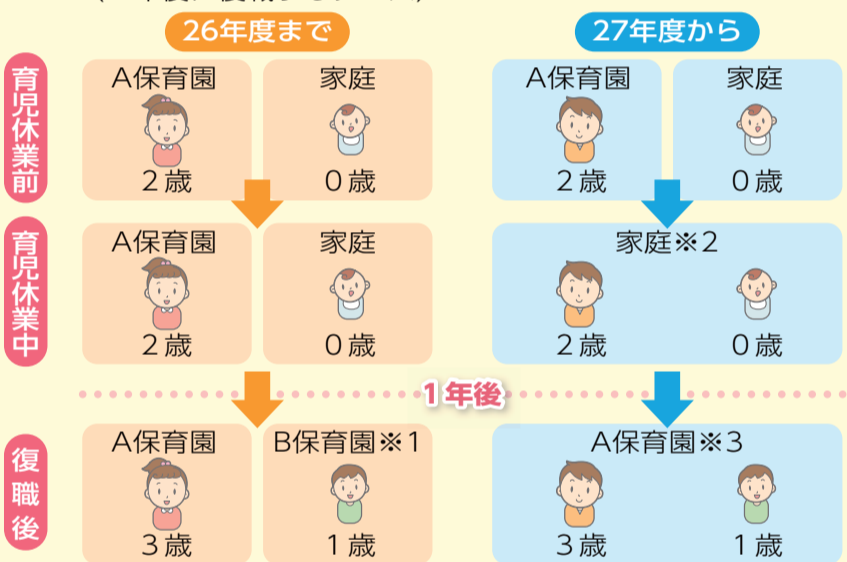 26年度まで
27年度から
育児休業前
A保育園 家庭
2歳 0歳
A保育園 家庭
2歳 0歳
育児休業中
A保育園 家庭
2歳 0歳
家庭※2
2歳 0歳
1年後
復職後
A保育園 B保育園※1
3歳 1歳
A保育園※3
3歳 1歳